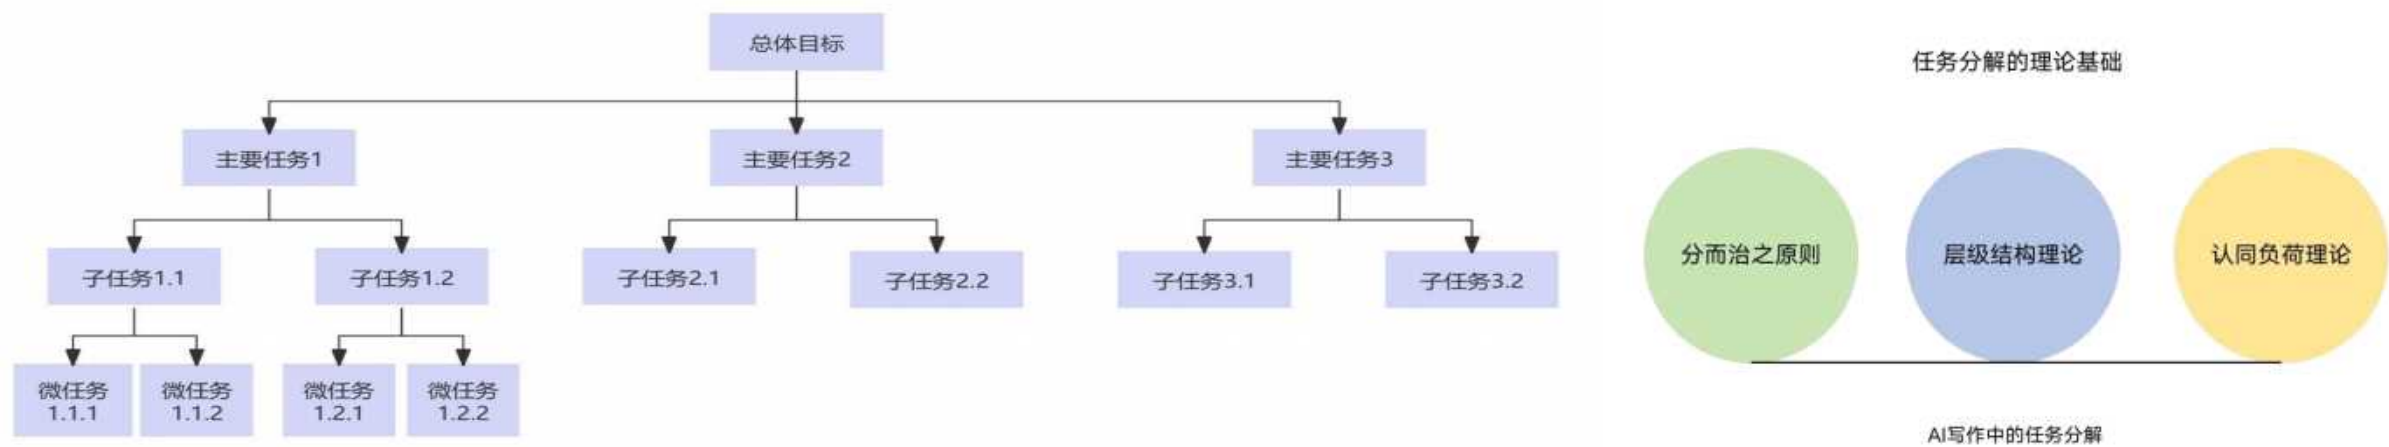 总体目标
主要任务1
主要任务2
主要任务3
子任务1.1
子任务1.2
子任务2.1
子任务2.2
子任务3.1
子任务3.2
微任务
1.1.1
微任务
1.1.2
微任务
1.2.1
微任务
1.2.2
任务分解的理论基础
分而治之原则
层级结构理论
认同负荷理论
AI写作中的任务分解